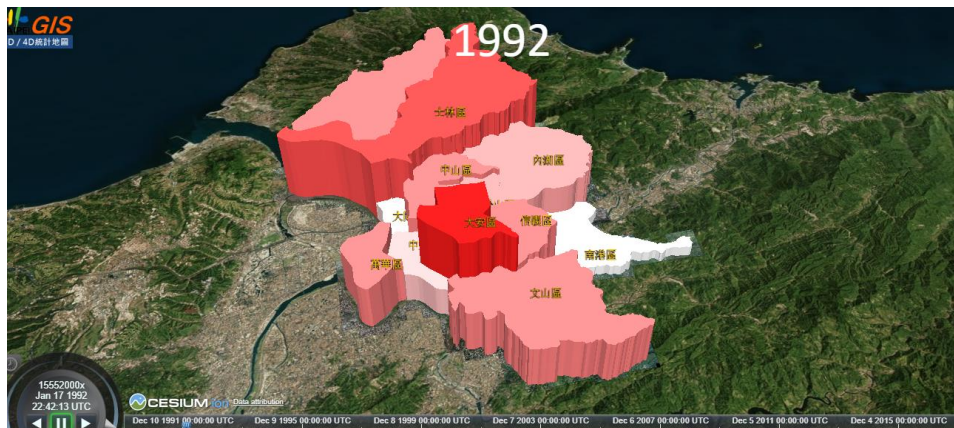 GIS
D / 4D統計地圖
1992
士林區
內湖區
中山區
大安區
信義區
南港區
萬華區
文山區
中
15552000x
Jan 17 1992
22:42:13 UTC
CESIUM ion Data attribution
Dec 10 1991 00:00:00 UTC Dec 9 1995 00:00:00 UTC Dec 8 1999 00:00:00 UTC Dec 7 2003 00:00:00 UTC Dec 6 2007 00:00:00 UTC Dec 5 2011 00:00:00 UTC Dec 4 2015 00:00:00 UTC